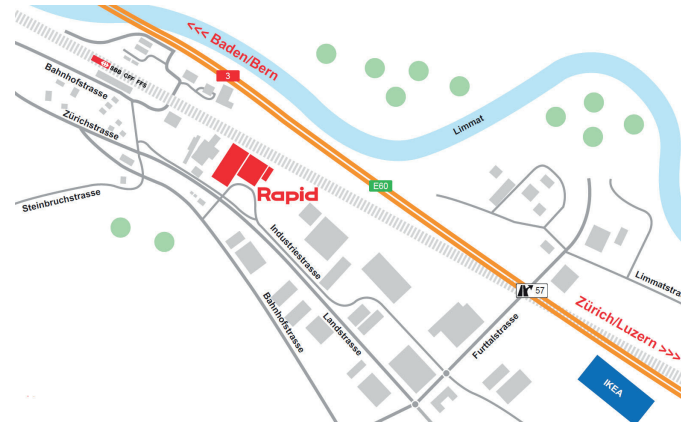 <<< Baden/Bern
3
SBB CFF FFS
Bahnhofstrasse
Zürichstrasse
Limmat
E60
Rapid
Steinbruchstrasse
Industriestrasse
Limmatstra
57
Zürich/Luzern >>>
Bahnhofstrasse
Landstrasse
Furttalstrasse
IKEA